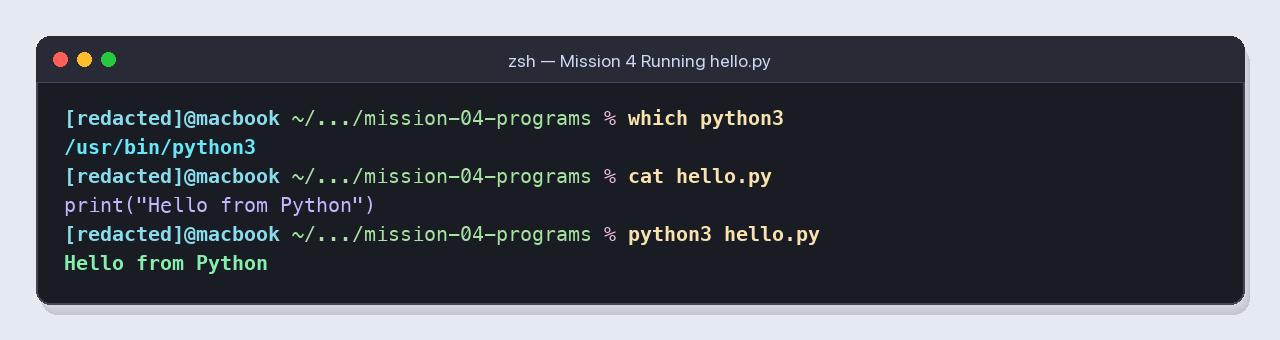 zsh — Mission 4 Running hello.py
[redacted]@macbook ~/.../mission-04-programs % which python3
/usr/bin/python3
[redacted]@macbook ~/.../mission-04-programs % cat hello.py
print("Hello from Python")
[redacted]@macbook ~/.../mission-04-programs % python3 hello.py
Hello from Python